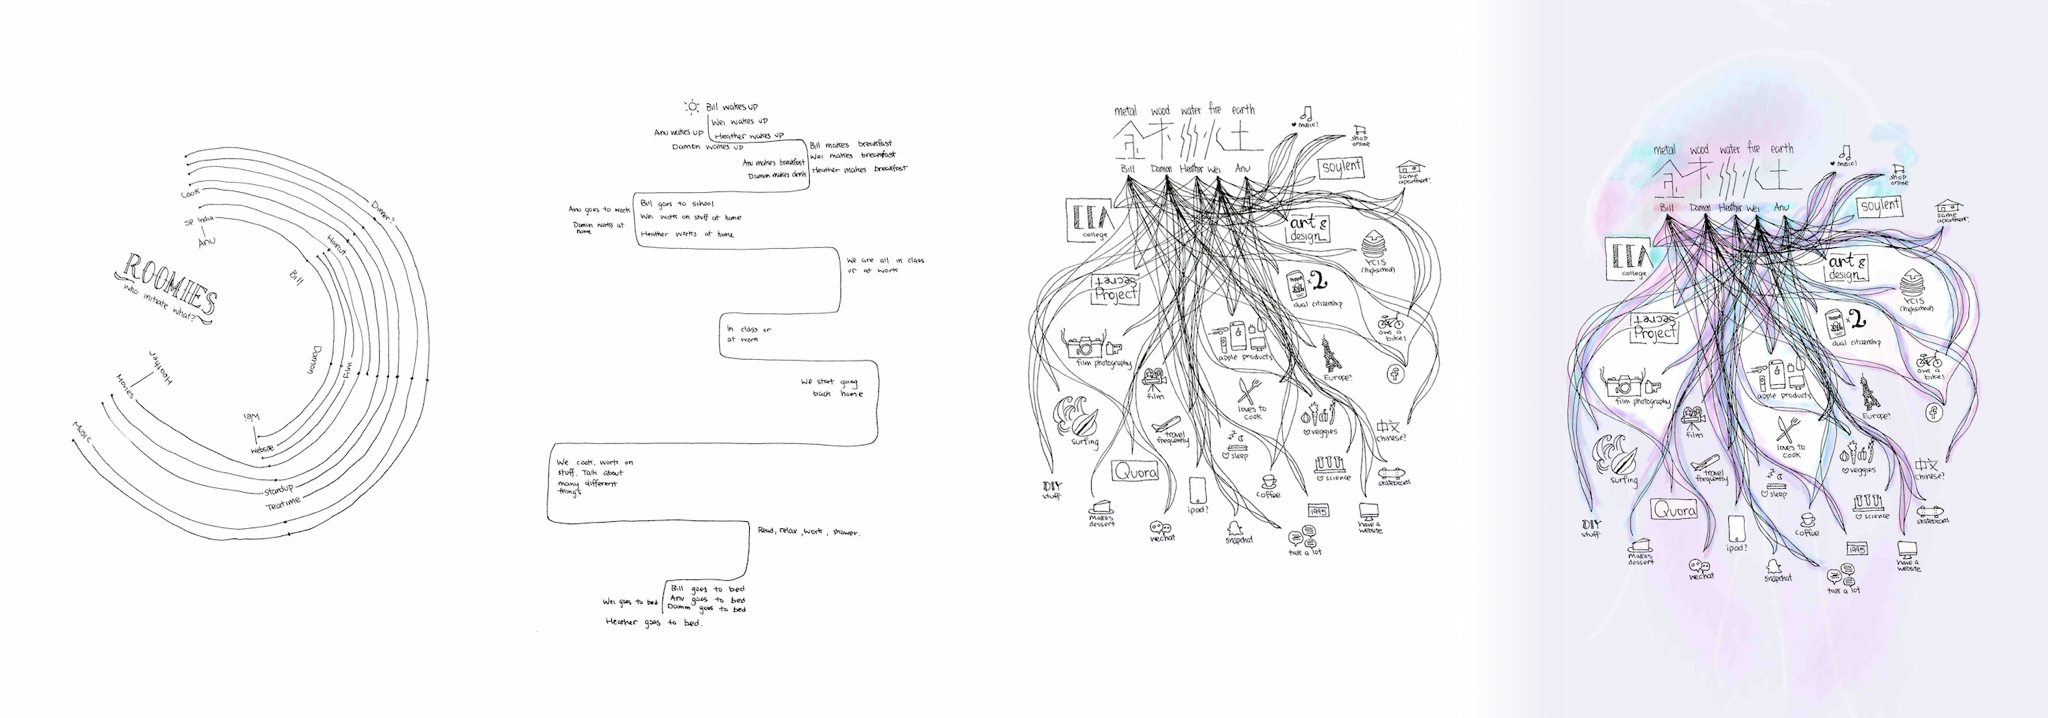 Cook
Dinner?
SF India
Anu
Haircut
Bill
ROOMIES
who initiate what?
Heather
Movies
Damon
Film
Wei
Website
Music
Startup
Teatime
Bill wakes up
Wei wakes up
Anu wakes up
Heather wakes up
Damon wakes up
Bill makes breakfast
Wei makes breakfast
Anu makes breakfast
Heather makes breakfast
Damon makes drink
Bill goes to school
Anu goes to work
Wei works on stuff at home
Damon works at
home
Heather works at home
We are all in class
or at work
In class or
at work
We start going
back home
We cook, work on
stuff. Talk about
many different
things
Read, relax, work, shower.
Bill goes to bed
Wei goes to bed
Anu goes to bed
Damon goes to bed
Heather goes to bed.
metal wood water fire earth
金 木 水 火 土
Bill Damon Heather Wei Anu
music!
shop
online
soylent
same
apartment!
college
art &
design
YCIS
(highschool)
Secret
Project
x2
dual citizenship
own a
bike!
film photography
apple products
Europe?
f
film
loves to
cook
surfing
travel
frequently
sleep
veggies
中文
chinese?
Quora
science
skateboard
DIY
stuff
ipad?
coffee
makes
dessert
1995
have a
website
wechat
snapchat
talk a lot
metal wood water fire earth
金 木 水 火 土
Bill Damon Heather Wei Anu
music!
shop
online
soylent
same
apartment!
college
art &
design
YCIS
(highschool)
Secret
Project
x2
dual citizenship
own a
bike!
film photography
apple products
Europe?
f
film
loves to
cook
surfing
travel
frequently
sleep
veggies
中文
chinese?
Quora
science
skateboard
DIY
stuff
ipad?
coffee
makes
dessert
1995
have a
website
wechat
snapchat
talk a lot